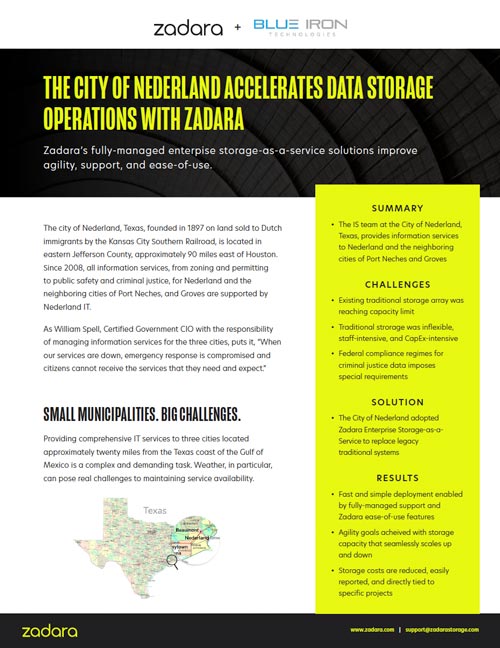 zadara + BLUE IRON
TECHNOLOGIES
THE CITY OF NEDERLAND ACCELERATES DATA STORAGE
OPERATIONS WITH ZADARA
Zadara's fully-managed enterpise storage-as-a-service solutions improve
agility, support, and ease-of-use.
The city of Nederland, Texas, founded in 1897 on land sold to Dutch
immigrants by the Kansas City Southern Railroad, is located in
eastern Jefferson County, approximately 90 miles east of Houston.
Since 2008, all information services, from zoning and permitting
to public safety and criminal justice, for Nederland and the
neighboring cities of Port Neches, and Groves are supported by
Nederland IT.
As William Spell, Certified Government CIO with the responsibility
of managing information services for the three cities, puts it, "When
our services are down, emergency response is compromised and
citizens cannot receive the services that they need and expect."
SMALL MUNICIPALITIES. BIG CHALLENGES.
Providing comprehensive IT services to three cities located
approximately twenty miles from the Texas coast of the Gulf of
Mexico is a complex and demanding task. Weather, in particular,
can pose real challenges to maintaining service availability.
Texas
Beaumont
Nederland
SUMMARY
• The IS team at the City of Nederland,
Texas, provides information services
to Nederland and the neighboring
cities of Port Neches and Groves
CHALLENGES
• Existing traditional storage array was
reaching capacity limit
• Traditional strorage was inflexible,
staff-intensive, and CapEx-intensive
• Federal compliance regimes for
criminal justice data imposes
special requirements
SOLUTION
• The City of Nederland adopted
Zadara Enterprise Storage-as-a-
Service to replace legacy
traditional systems
RESULTS
• Fast and simple deployment enabled
by fully-managed support and
Zadara ease-of-use features
• Agility goals acheived with storage
capacity that seamlessly scales up
and down
• Storage costs are reduced, easily
reported, and directly tied to
specific projects
zadara
www.zadara.com | support@zadarastorage.com